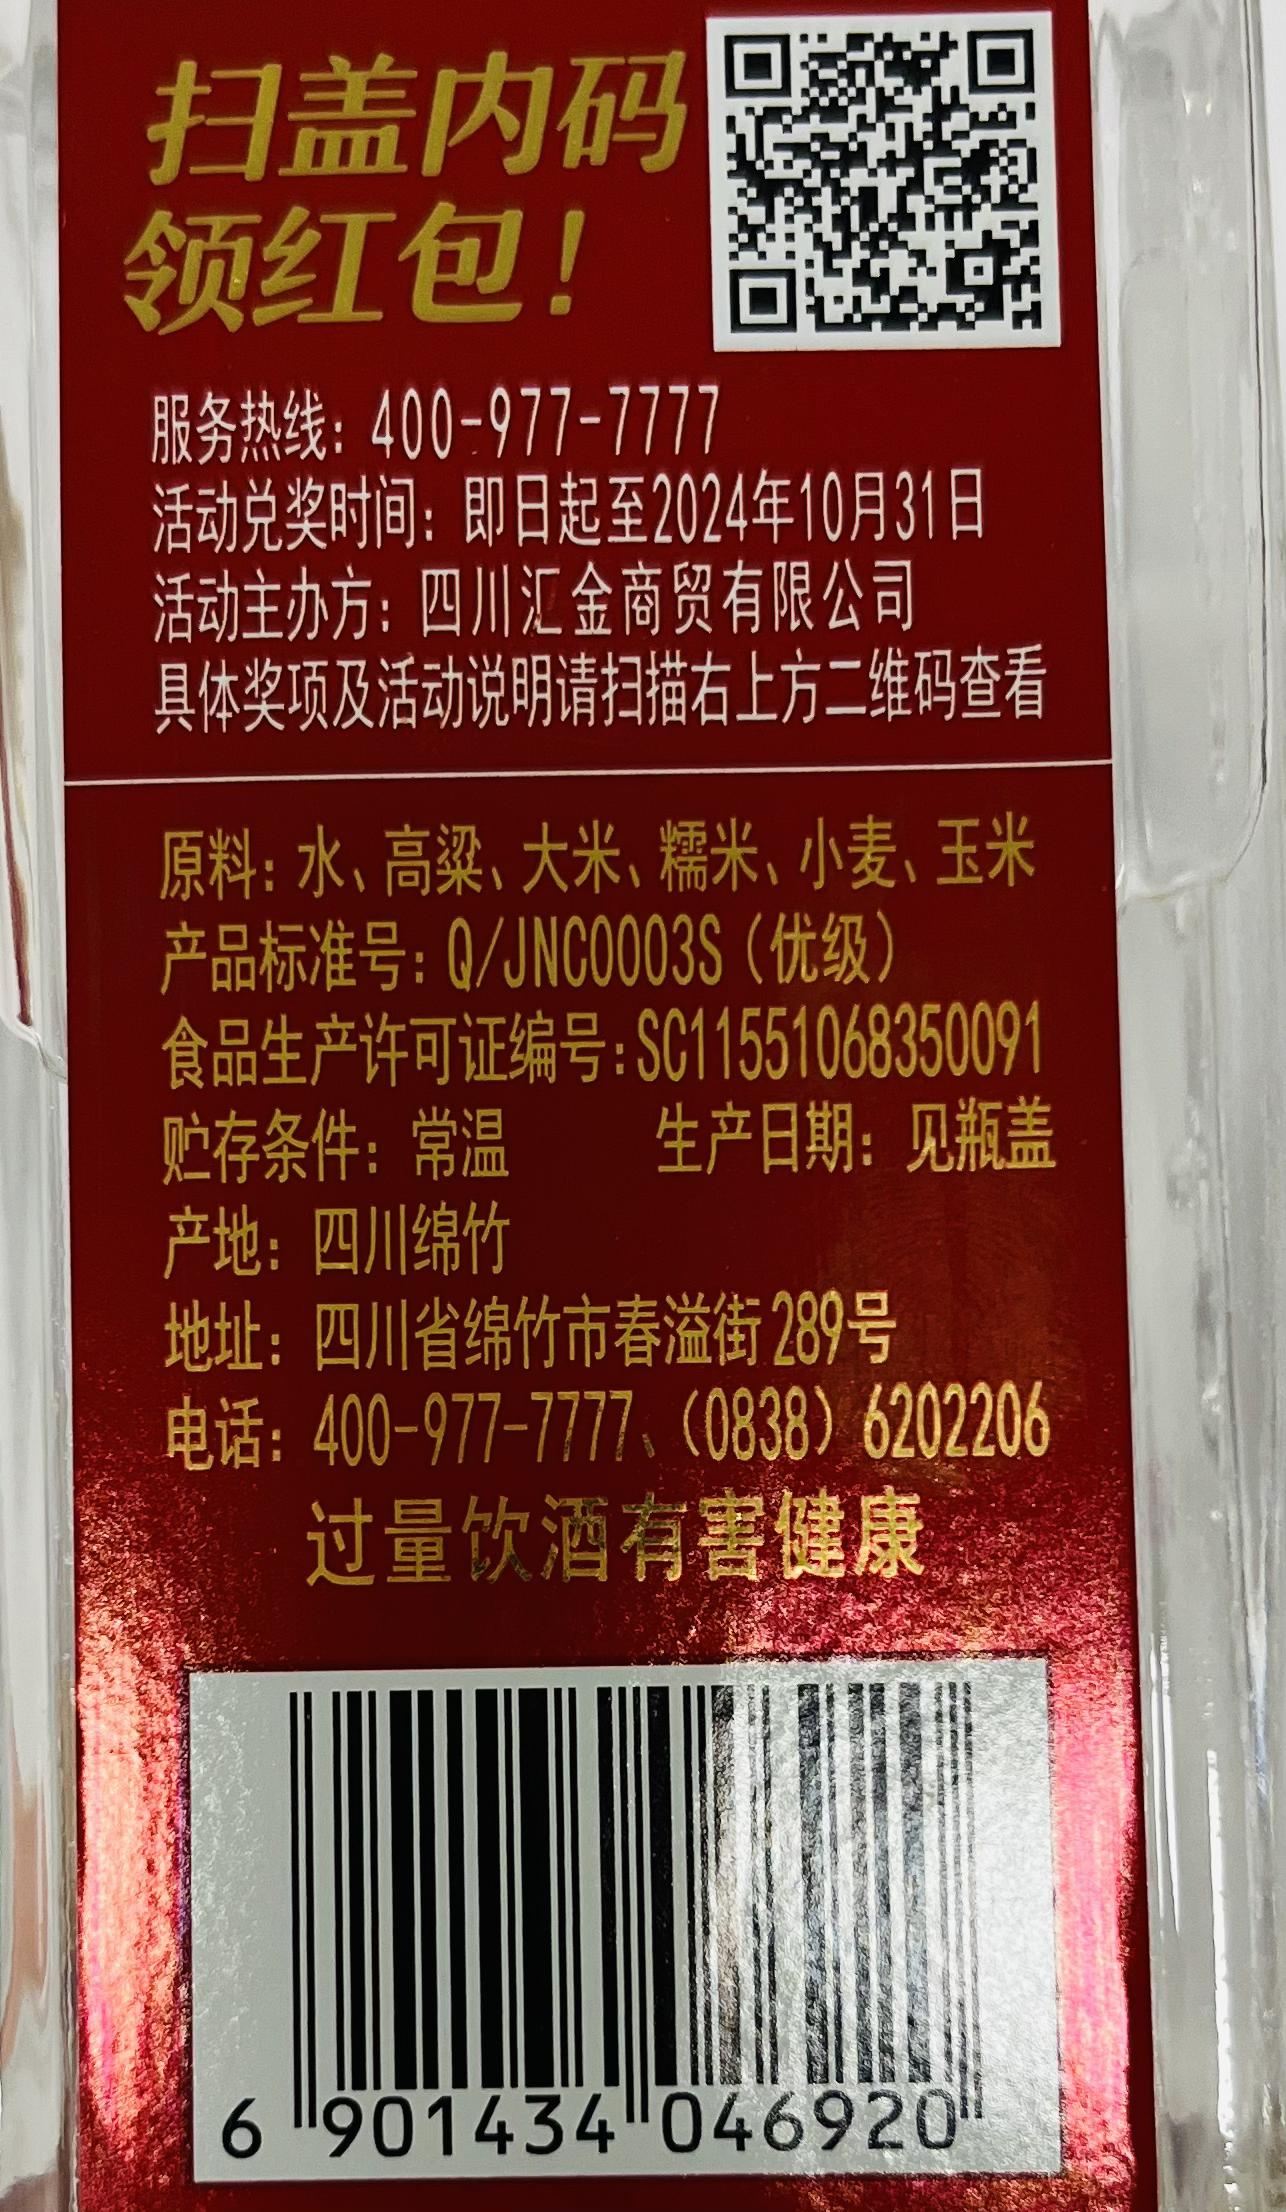 扫盖内码
领红包！
服务热线：400-977-7777
活动兑奖时间：即日起至2024年10月31日
活动主办方：四川汇金商贸有限公司
具体奖项及活动说明请扫描右上方二维码查看
原料：水、高粱、大米、糯米、小麦、玉米
产品标准号：Q/JNC0003S（优级）
食品生产许可证编号：SC11551068350091
贮存条件：常温 生产日期：见瓶盖
产地：四川绵竹
地址：四川省绵竹市春溢街289号
电话：400-977-7777、（0838）6202206
过量饮酒有害健康
6 901434 046920